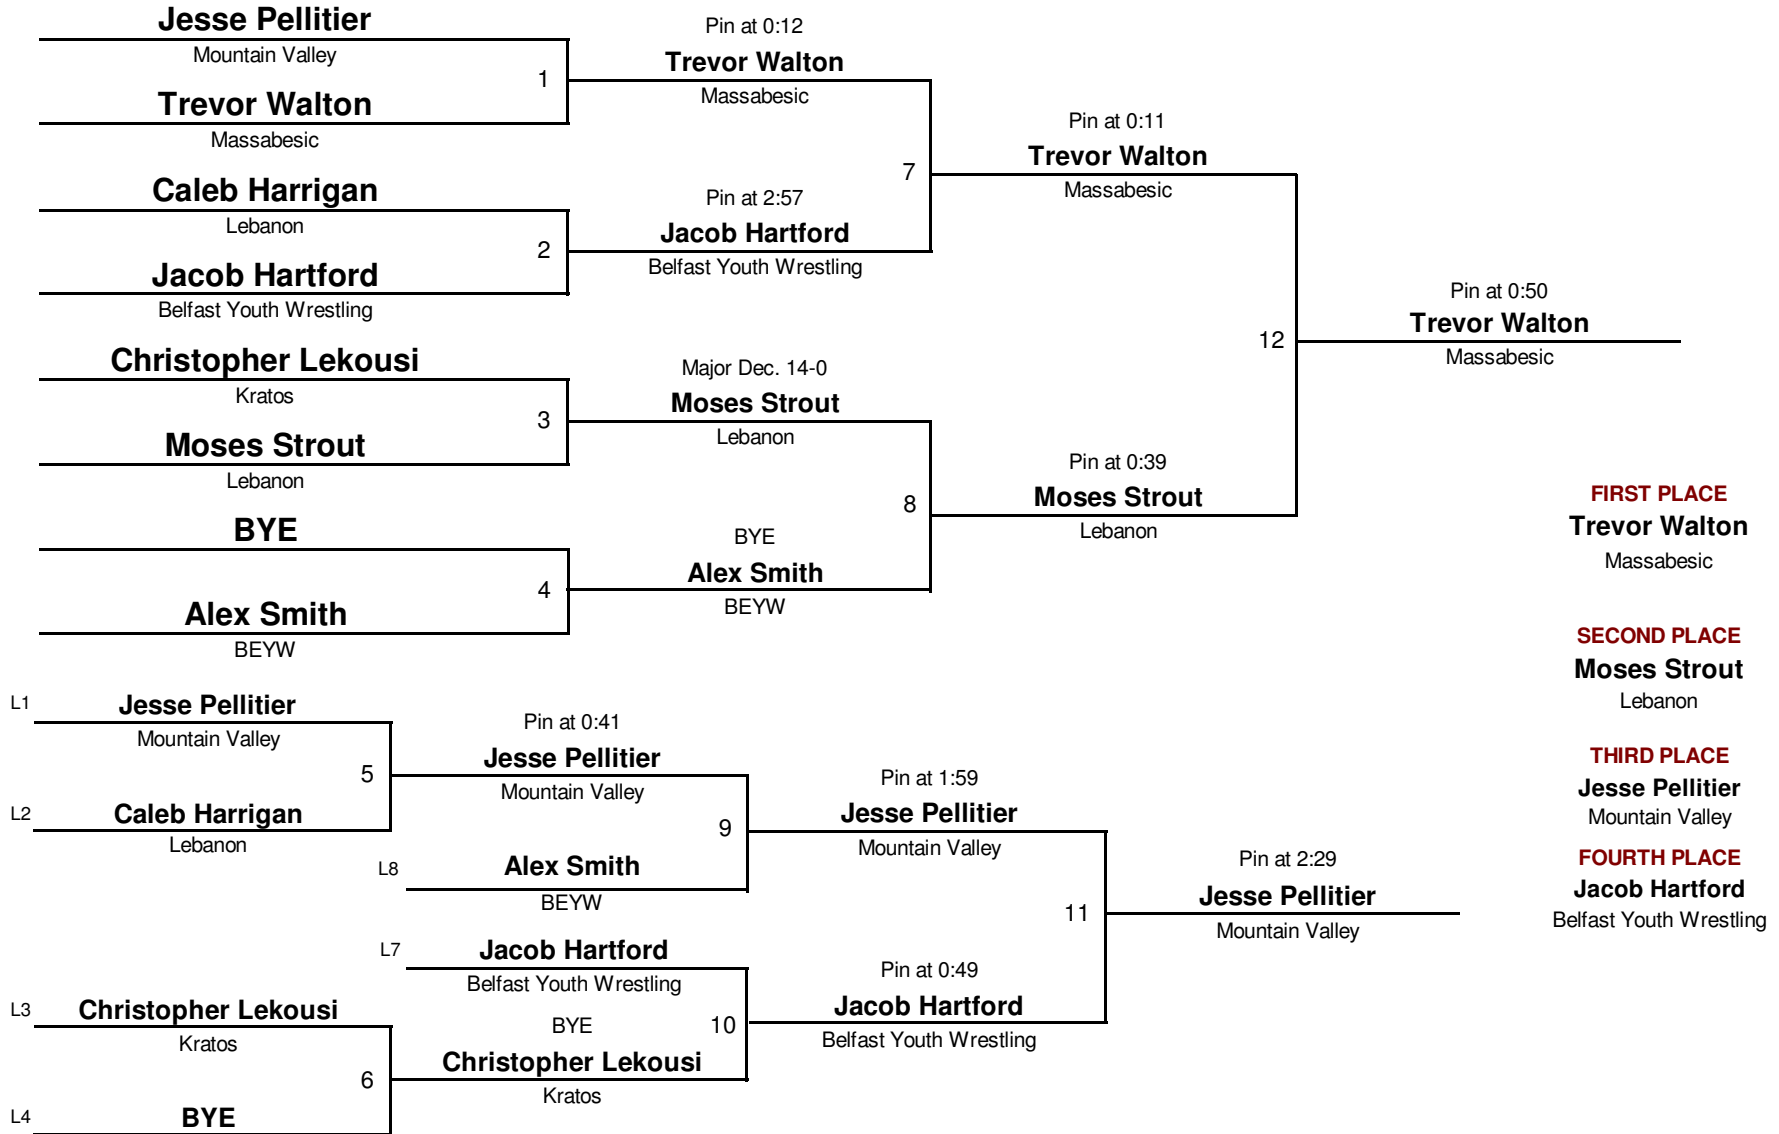 Jesse Pellitier
Mountain Valley
1
Trevor Walton
Massabesic
Pin at 0:12
Trevor Walton
Massabesic
Caleb Harrigan
Lebanon
2
Jacob Hartford
Belfast Youth Wrestling
Pin at 2:57
Jacob Hartford
Belfast Youth Wrestling
7
Pin at 0:11
Trevor Walton
Massabesic
Christopher Lekousi
Kratos
3
Moses Strout
Lebanon
Major Dec. 14-0
Moses Strout
Lebanon
BYE
4
Alex Smith
BEYW
BYE
Alex Smith
BEYW
8
Pin at 0:39
Moses Strout
Lebanon
12
Pin at 0:50
Trevor Walton
Massabesic
FIRST PLACE
Trevor Walton
Massabesic
SECOND PLACE
Moses Strout
Lebanon
THIRD PLACE
Jesse Pellitier
Mountain Valley
FOURTH PLACE
Jacob Hartford
Belfast Youth Wrestling
L1
Jesse Pellitier
Mountain Valley
5
L2
Caleb Harrigan
Lebanon
Pin at 0:41
Jesse Pellitier
Mountain Valley
9
L8
Alex Smith
BEYW
Pin at 1:59
Jesse Pellitier
Mountain Valley
L7
Jacob Hartford
Belfast Youth Wrestling
L3
Christopher Lekousi
Kratos
6
L4
BYE
BYE
Christopher Lekousi
Kratos
10
Pin at 0:49
Jacob Hartford
Belfast Youth Wrestling
11
Pin at 2:29
Jesse Pellitier
Mountain Valley